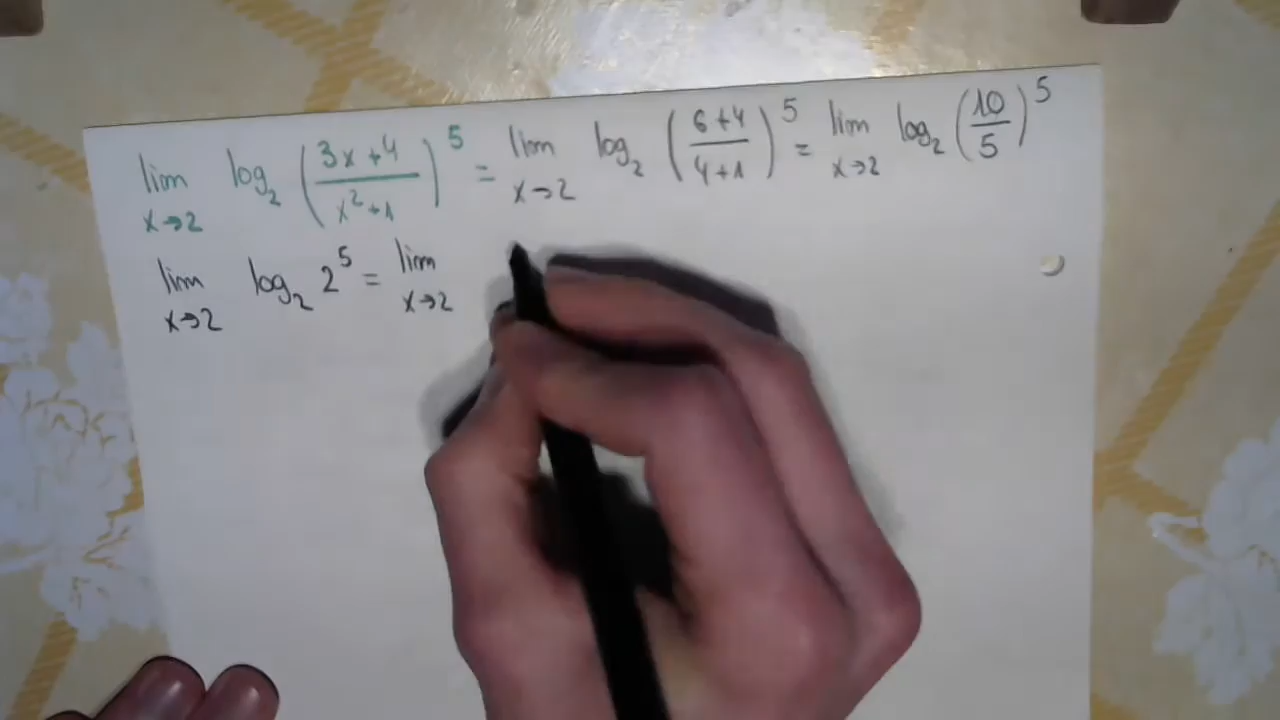 lim x→2 log₂ ((3x+4)/(x²+1))⁵ = lim x→2 log₂ ((6+4)/(4+1))⁵ = lim x→2 log₂ (10/5)⁵
lim x→2 log₂ 2⁵ = lim x→2